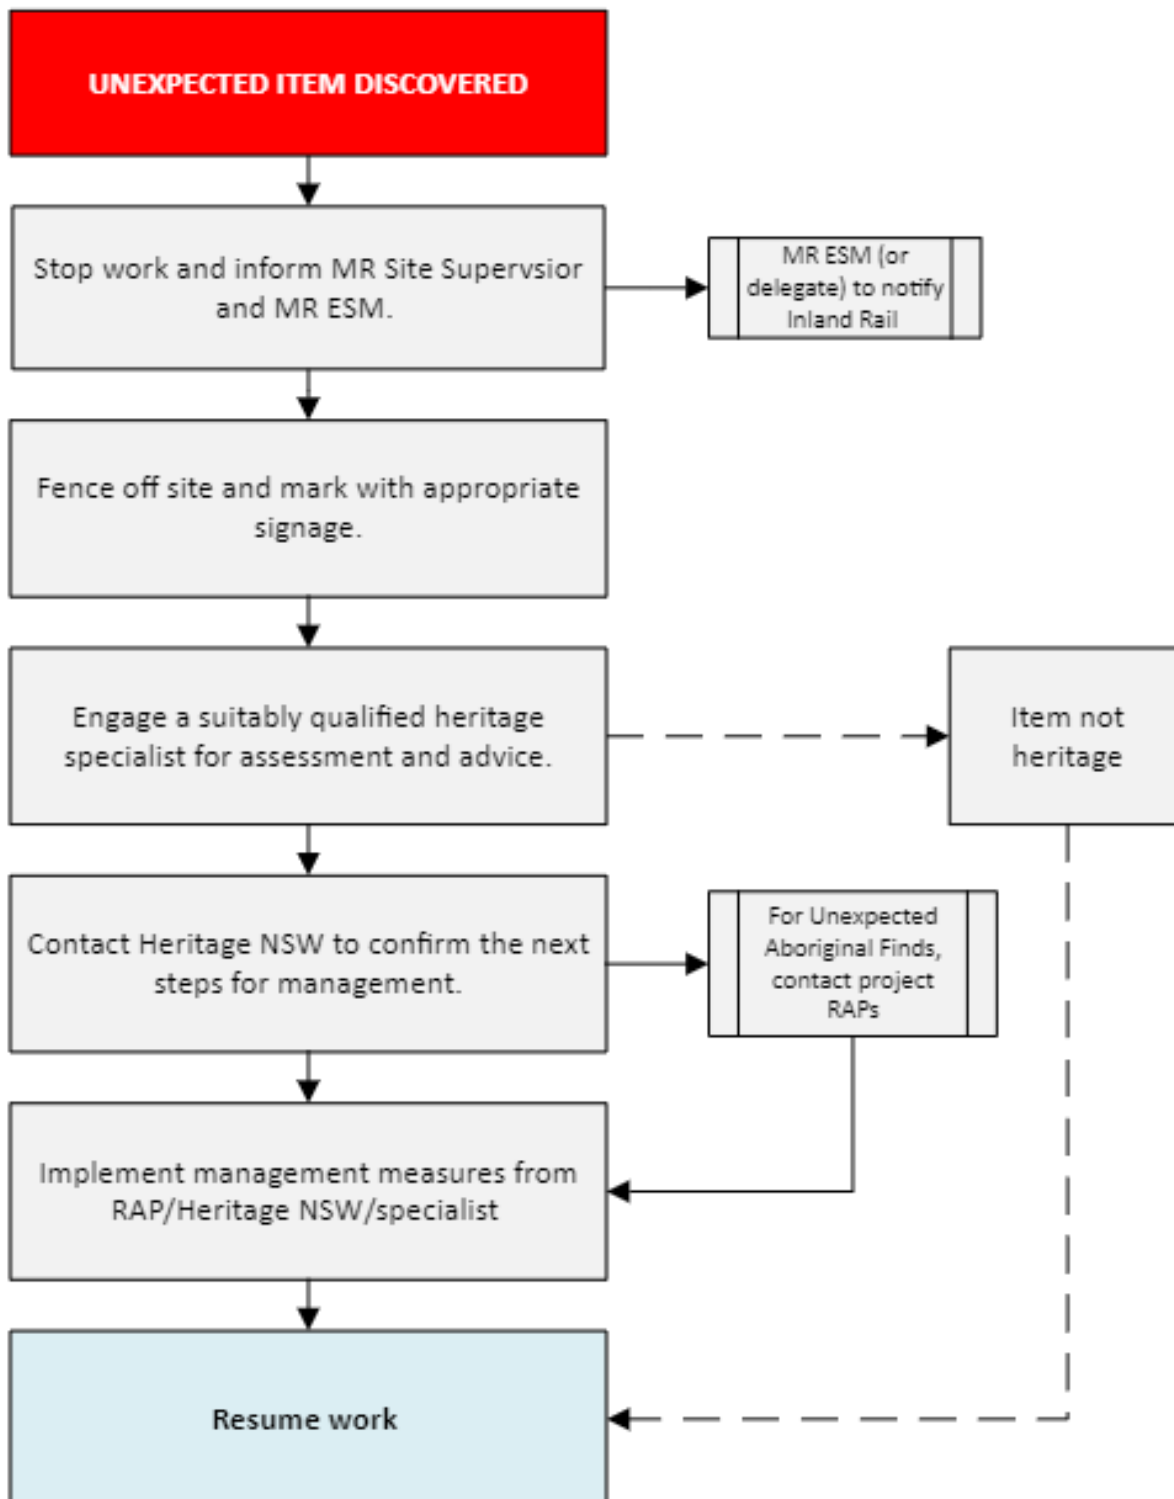 UNEXPECTED ITEM DISCOVERED
Stop work and inform MR Site Supervsior
and MR ESM.
MR ESM (or
delegate) to notify
Inland Rail
Fence off site and mark with appropriate
signage.
Engage a suitably qualified heritage
specialist for assessment and advice.
Item not
heritage
Contact Heritage NSW to confirm the next
steps for management.
For Unexpected
Aboriginal Finds,
contact project
RAPs
Implement management measures from
RAP/Heritage NSW/specialist
Resume work